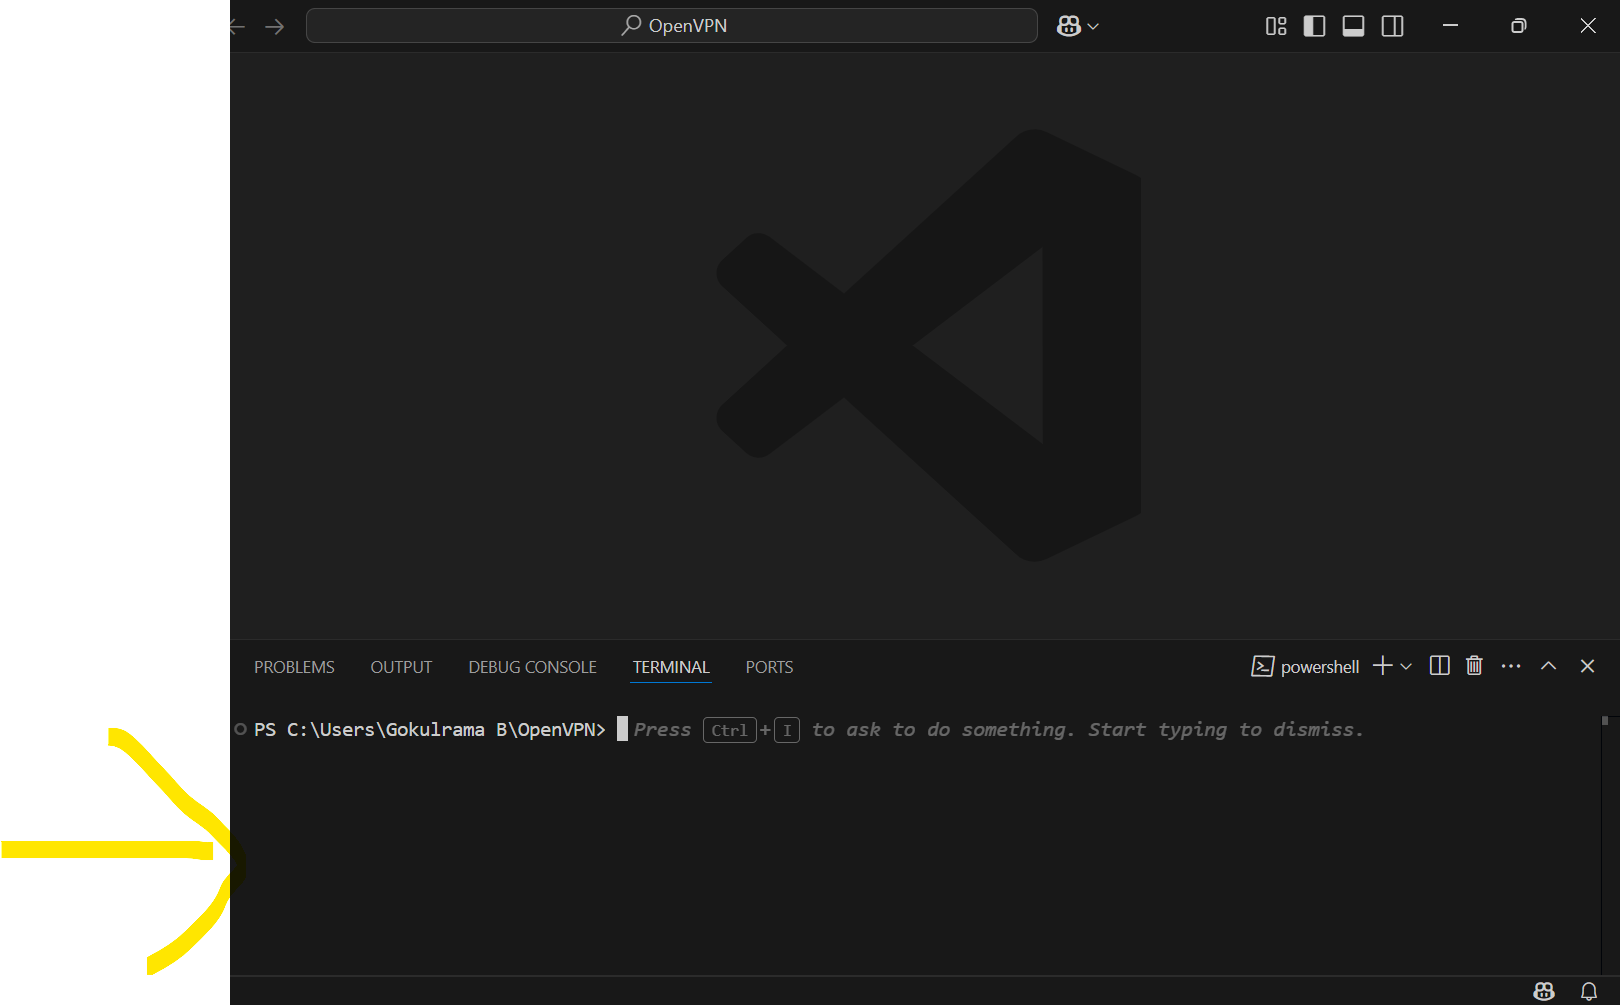 OpenVPN
PROBLEMS OUTPUT DEBUG CONSOLE TERMINAL PORTS powershell
PS C:\Users\Gokulrama B\OpenVPN> Press Ctrl+I to ask to do something. Start typing to dismiss.